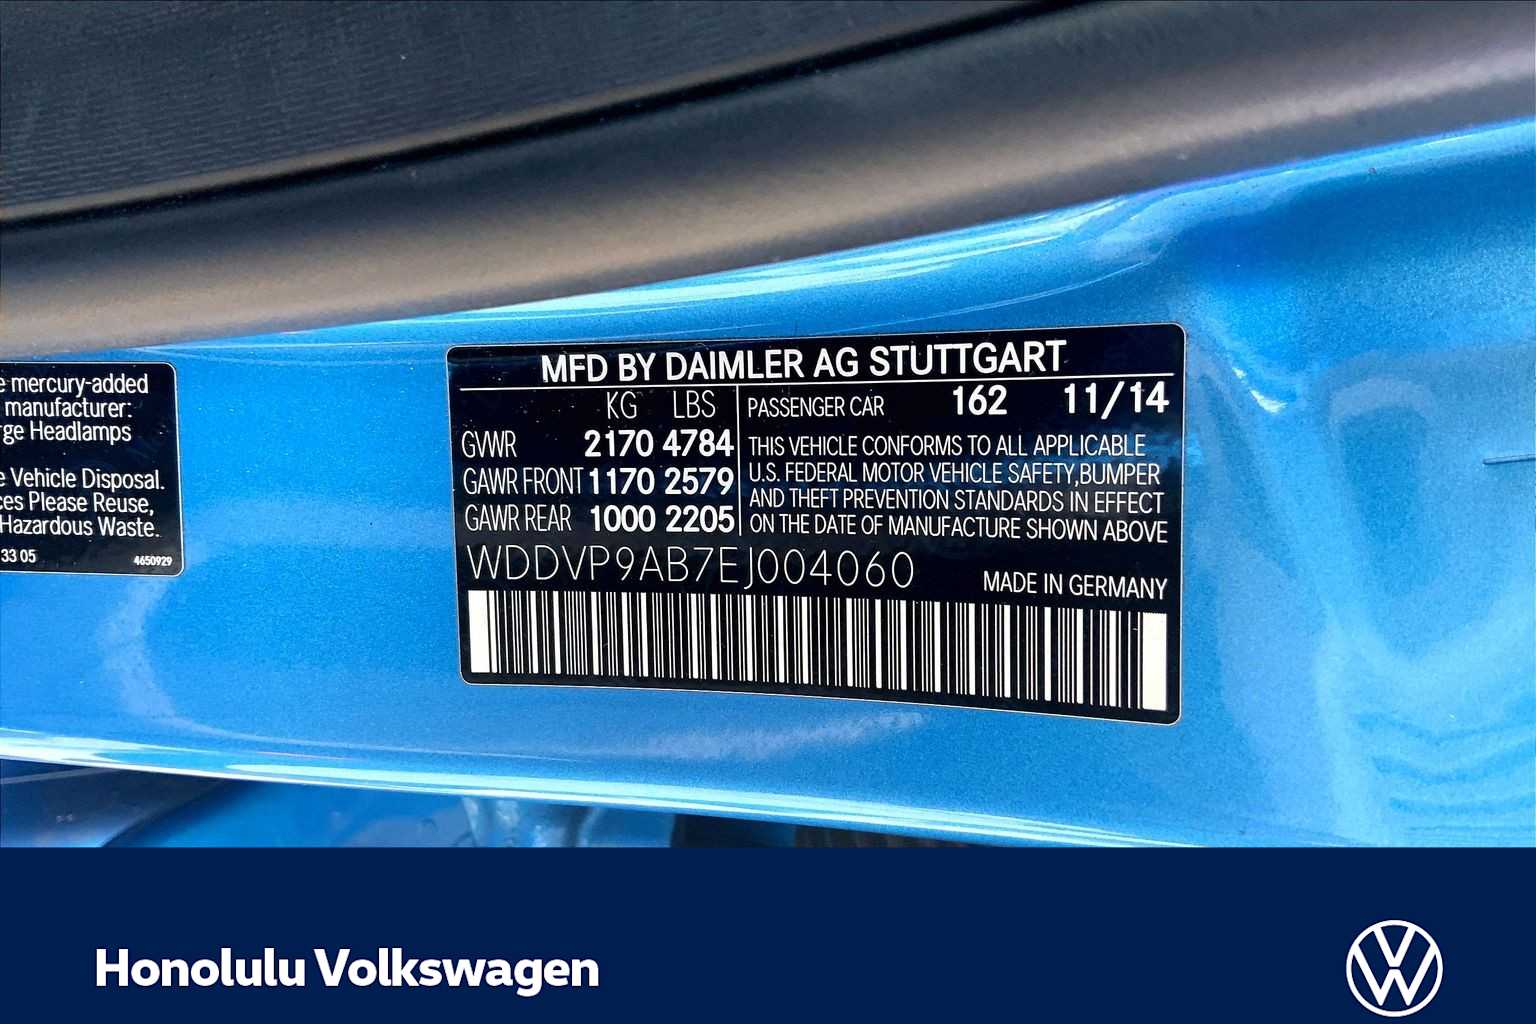 e mercury-added
manufacturer:
rge Headlamps
e Vehicle Disposal.
ces Please Reuse,
Hazardous Waste.
33 05 4650929
MFD BY DAIMLER AG STUTTGART
KG LBS
GVWR 2170 4784
GAWR FRONT 1170 2579
GAWR REAR 1000 2205
PASSENGER CAR 162 11/14
THIS VEHICLE CONFORMS TO ALL APPLICABLE
U.S. FEDERAL MOTOR VEHICLE SAFETY,BUMPER
AND THEFT PREVENTION STANDARDS IN EFFECT
ON THE DATE OF MANUFACTURE SHOWN ABOVE
WDDVP9AB7EJ004060
MADE IN GERMANY
Honolulu Volkswagen